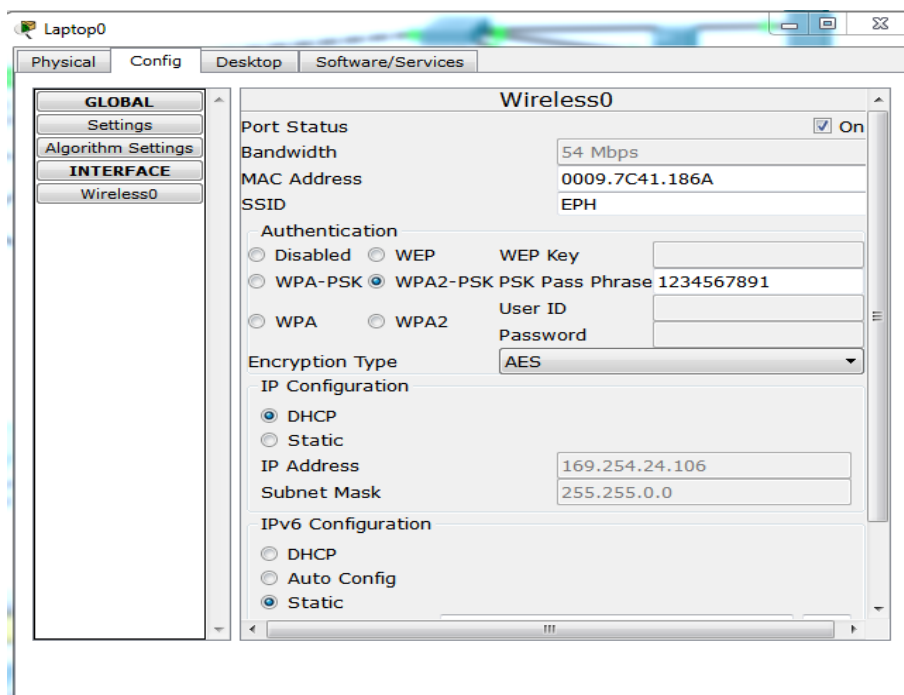 Laptop0
Physical Config Desktop Software/Services
GLOBAL
Settings
Algorithm Settings
INTERFACE
Wireless0
Wireless0
Port Status On
Bandwidth 54 Mbps
MAC Address 0009.7C41.186A
SSID EPH
Authentication
Disabled WEP WEP Key
WPA-PSK WPA2-PSK PSK Pass Phrase 1234567891
WPA WPA2 User ID
Password
Encryption Type AES
IP Configuration
DHCP
Static
IP Address 169.254.24.106
Subnet Mask 255.255.0.0
IPv6 Configuration
DHCP
Auto Config
Static